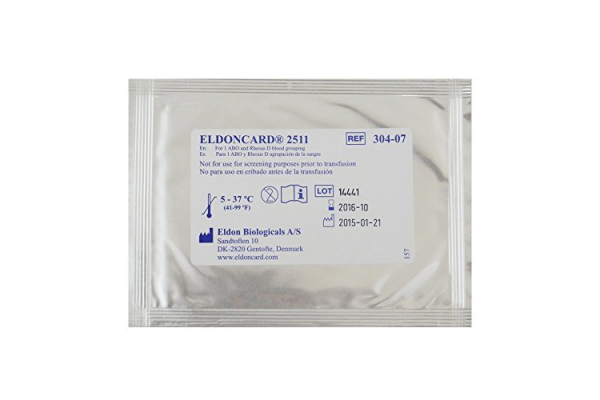 ELDONCARD® 2511
REF 304-07
En: For 1 ABO and Rhesus D blood grouping
Es: Para 1 ABO y Rhesus D agrupación de la sangre
Not for use for screening purposes prior to transfusion
No para uso en cribado antes de la transfusión
5 - 37 °C
(41-99 °F)
2
i
LOT 14441
2016-10
2015-01-21
Eldon Biologicals A/S
Sandtoften 10
DK-2820 Gentofte, Denmark
www.eldoncard.com
157